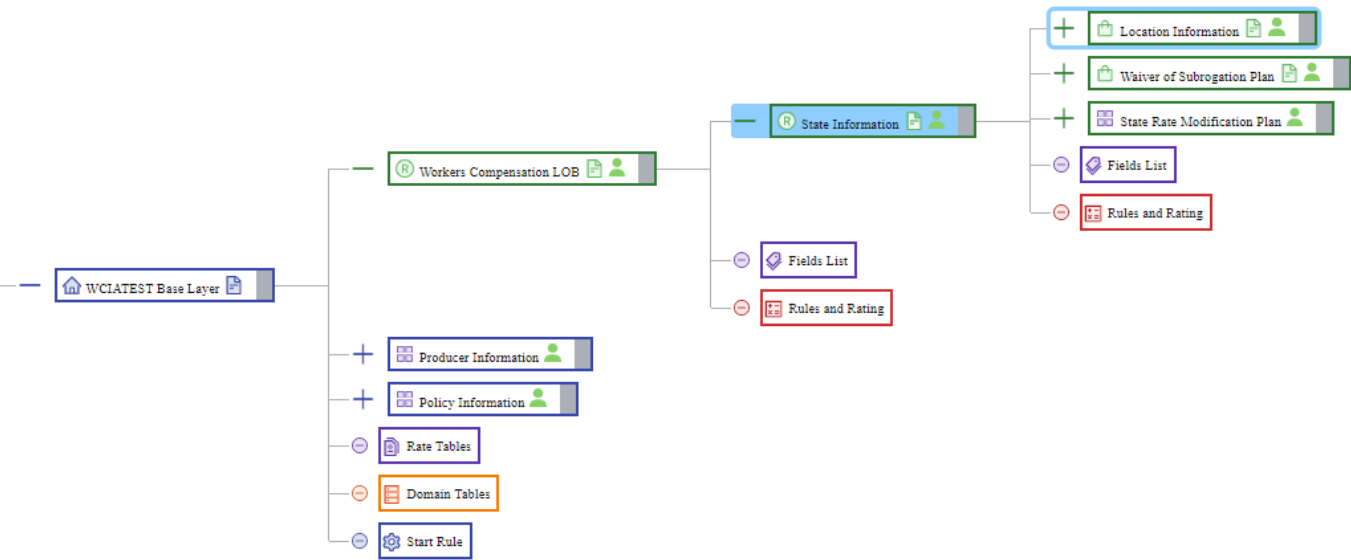 Location Information
Waiver of Subrogation Plan
State Information
State Rate Modification Plan
Workers Compensation LOB
Fields List
Rules and Rating
WCIATEST Base Layer
Fields List
Rules and Rating
Producer Information
Policy Information
Rate Tables
Domain Tables
Start Rule